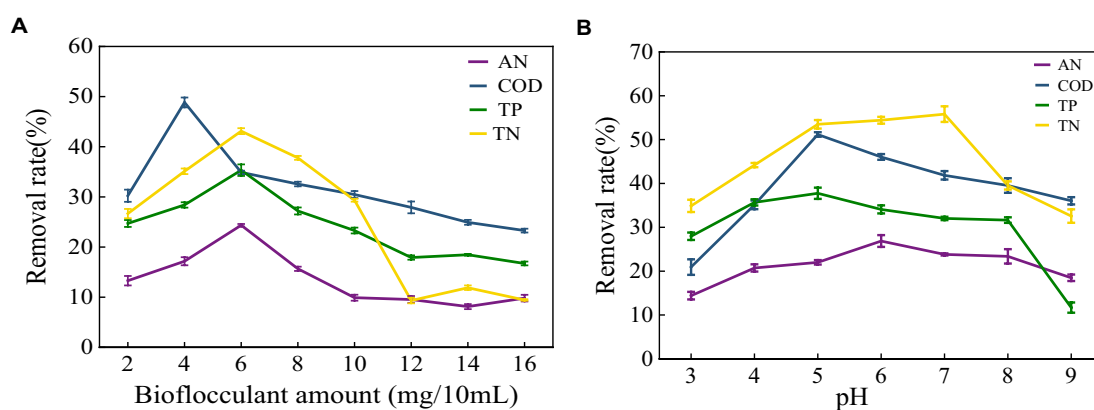 A
60
50
40
30
20
10
0
Removal rate(%)
AN
COD
TP
TN
2 4 6 8 10 12 14 16
Bioflocculant amount (mg/10mL)
B
70
60
50
40
30
20
10
0
Removal rate(%)
AN
COD
TP
TN
3 4 5 6 7 8 9
pH